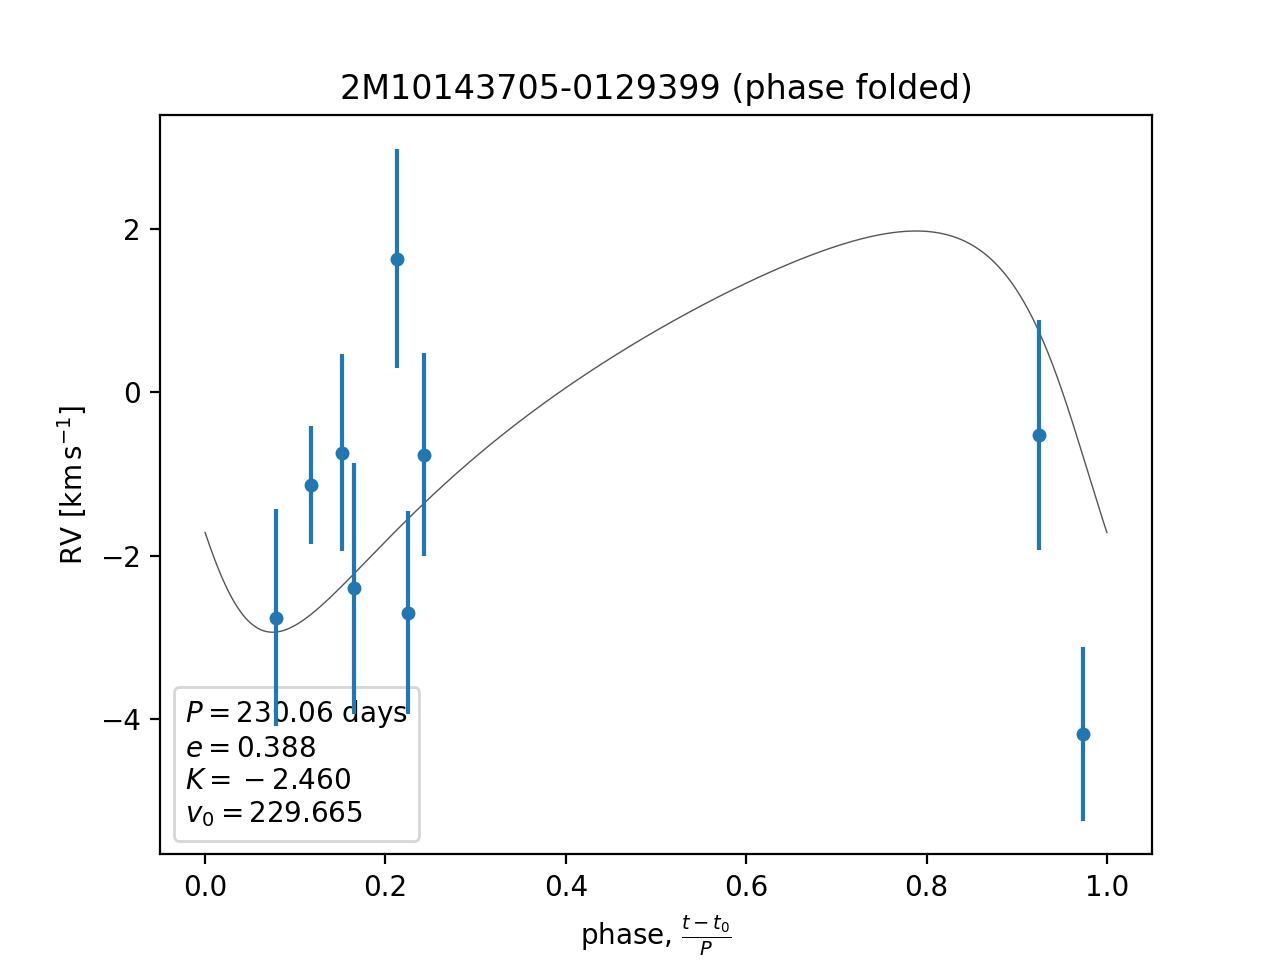 2M10143705-0129399 (phase folded)
RV [km s⁻¹]
2
0
−2
−4
P = 230.06 days
e = 0.388
K = −2.460
v₀ = 229.665
0.0 0.2 0.4 0.6 0.8 1.0
phase, (t − t₀)/P